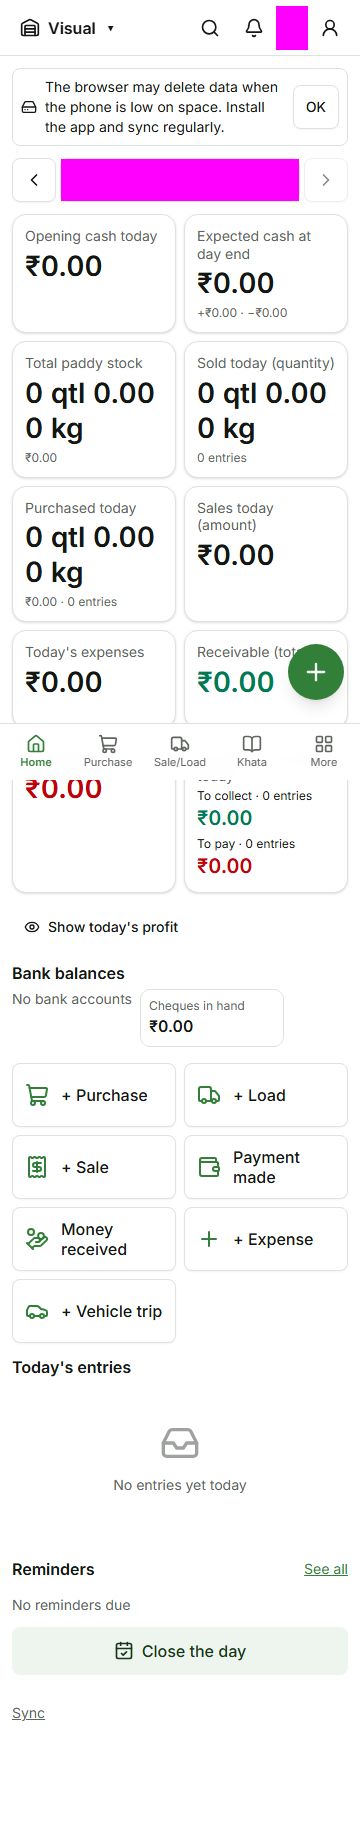 Visual ▾
The browser may delete data when
the phone is low on space. Install
the app and sync regularly.
OK
Opening cash today
₹0.00
Expected cash at
day end
₹0.00
+₹0.00 · −₹0.00
Total paddy stock
0 qtl 0.00
0 kg
₹0.00
Sold today (quantity)
0 qtl 0.00
0 kg
0 entries
Purchased today
0 qtl 0.00
0 kg
₹0.00 · 0 entries
Sales today
(amount)
₹0.00
Today's expenses
₹0.00
Receivable
₹0.00
Home
Purchase
Sale/Load
Khata
More
₹0.00
today
To collect · 0 entries
₹0.00
To pay · 0 entries
₹0.00
Show today's profit
Bank balances
No bank accounts
Cheques in hand
₹0.00
+ Purchase
+ Load
+ Sale
Payment
made
Money
received
+ Expense
+ Vehicle trip
Today's entries
No entries yet today
Reminders
See all
No reminders due
Close the day
Sync